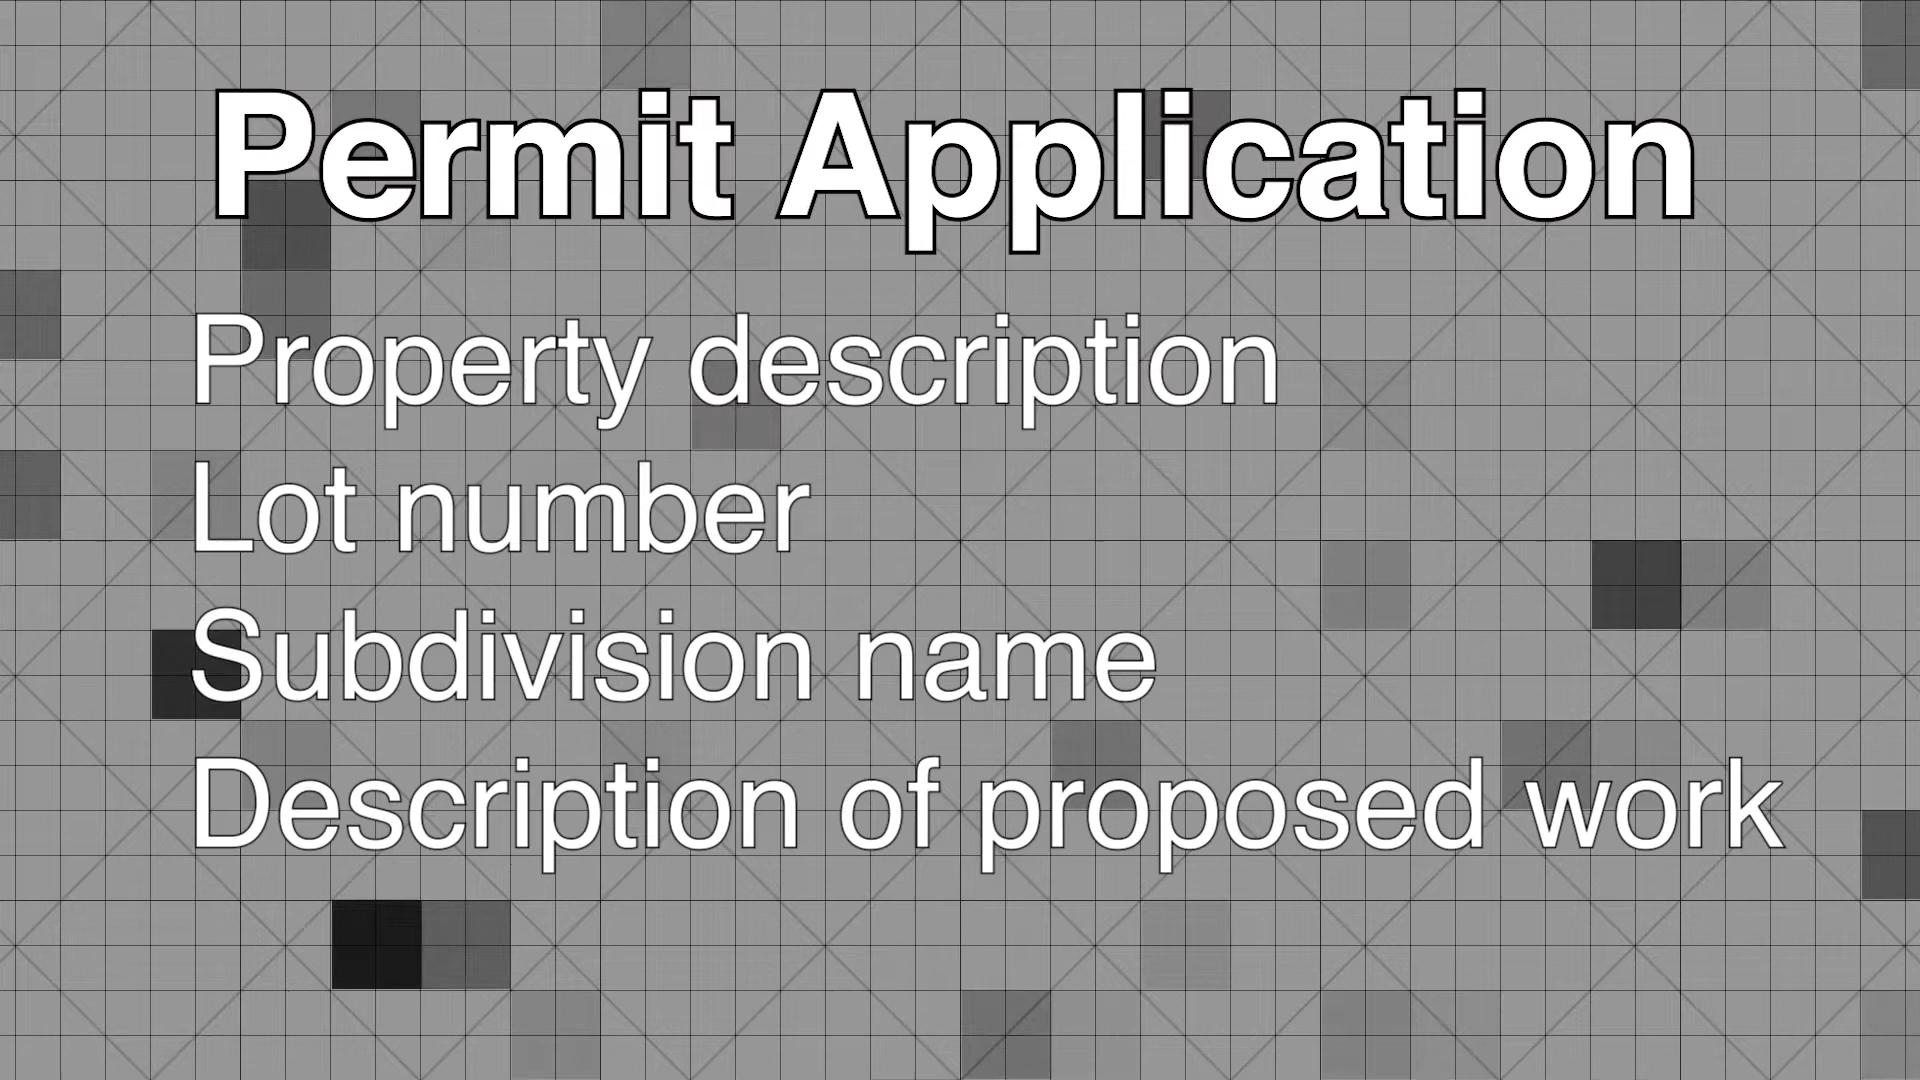 Permit Application
Property description
Lot number
Subdivision name
Description of proposed work